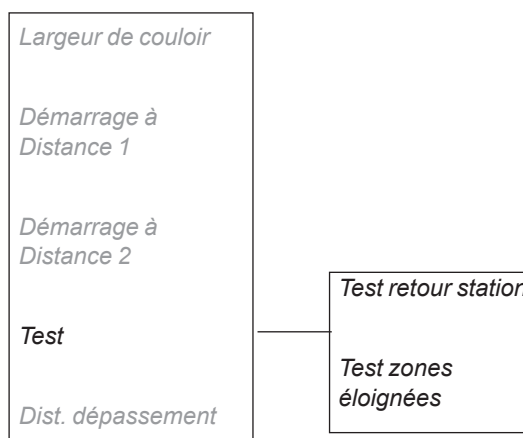 Largeur de couloir
Démarrage à
Distance 1
Démarrage à
Distance 2
Test
Dist. dépassement
Test retour station
Test zones
éloignées